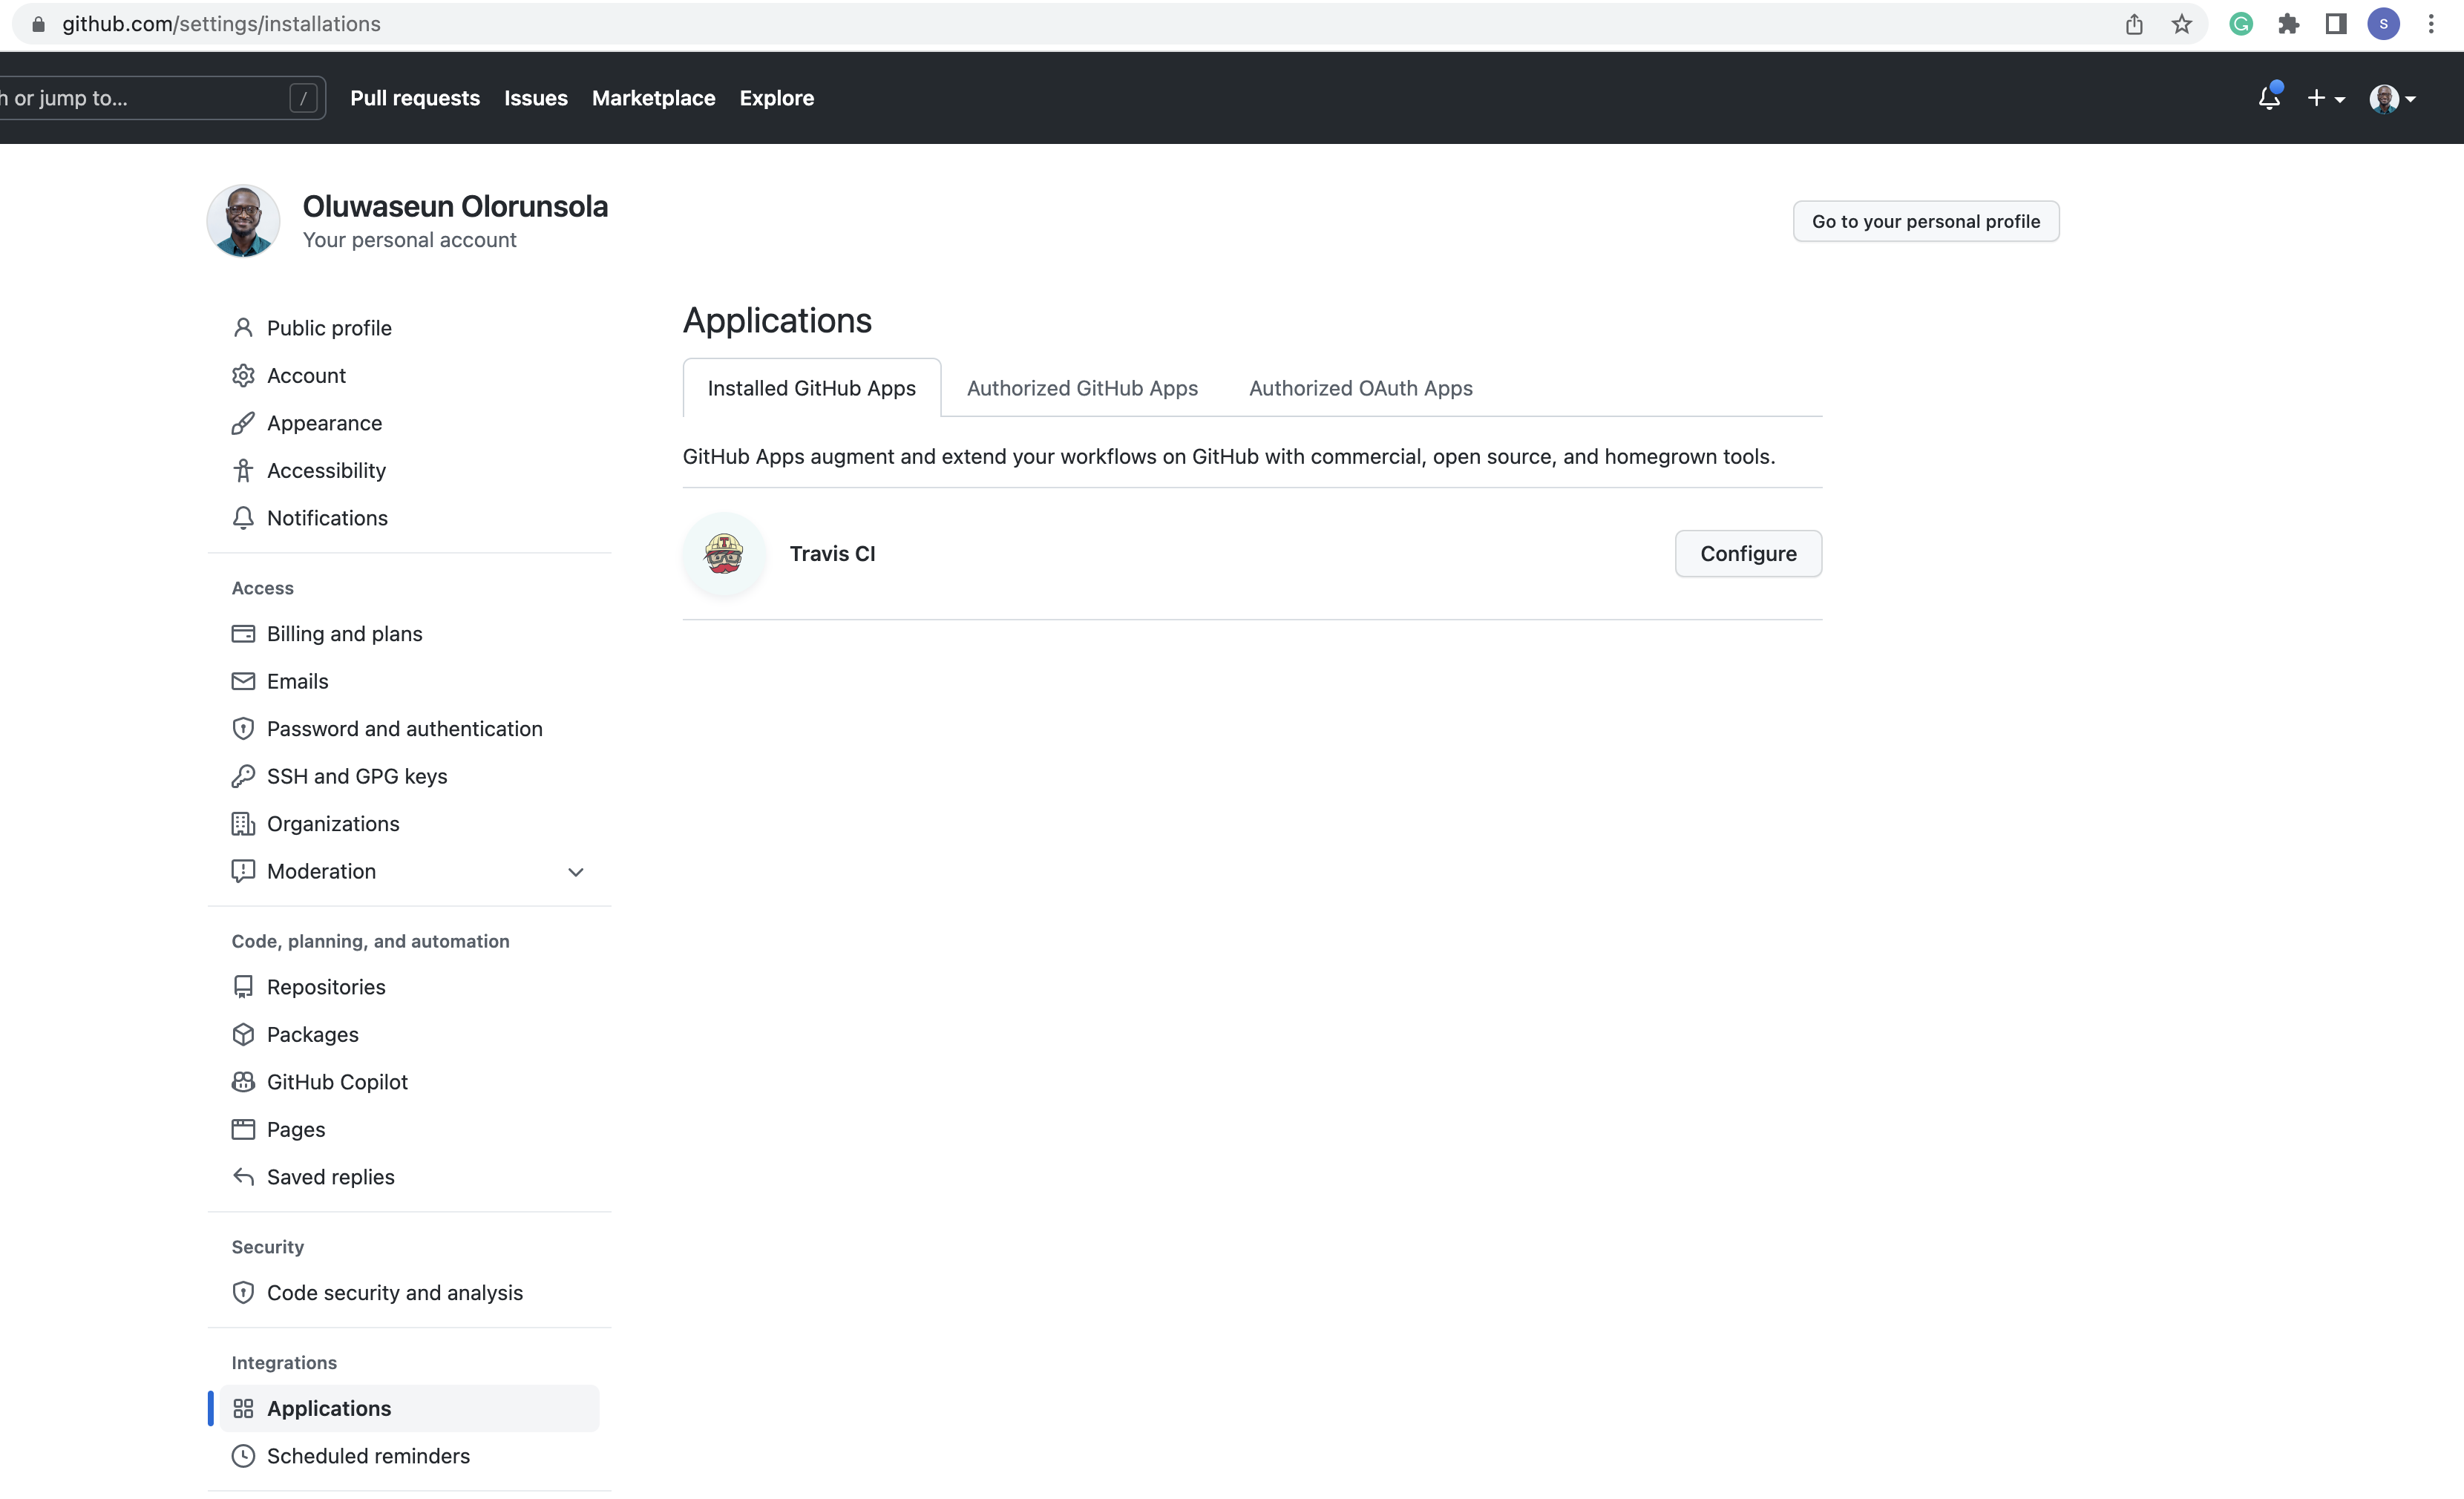 github.com/settings/installations
S
or jump to...
/
Pull requests
Issues
Marketplace
Explore
Oluwaseun Olorunsola
Your personal account
Go to your personal profile
Public profile
Account
Appearance
Accessibility
Notifications
Access
Billing and plans
Emails
Password and authentication
SSH and GPG keys
Organizations
Moderation
Code, planning, and automation
Repositories
Packages
GitHub Copilot
Pages
Saved replies
Security
Code security and analysis
Integrations
Applications
Scheduled reminders
Applications
Installed GitHub Apps
Authorized GitHub Apps
Authorized OAuth Apps
GitHub Apps augment and extend your workflows on GitHub with commercial, open source, and homegrown tools.
Travis CI
Configure